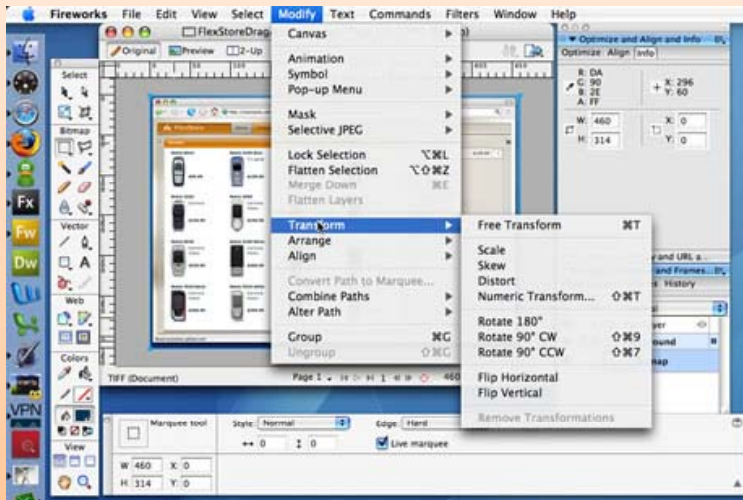 Fireworks File Edit View Select Modify Text Commands Filters Window Help
Original Preview 2-Up
Canvas
Animation
Symbol
Pop-up Menu
Mask
Selective JPEG
Lock Selection ⌥⌘L
Flatten Selection ⌥⇧⌘Z
Merge Down ⌘E
Flatten Layers
Transform
Arrange
Align
Convert Path to Marquee...
Combine Paths
Alter Path
Group ⌘G
Ungroup ⇧⌘G
Free Transform ⌘T
Scale
Skew
Distort
Numeric Transform... ⇧⌘T
Rotate 180°
Rotate 90° CW ⇧⌘9
Rotate 90° CCW ⇧⌘7
Flip Horizontal
Flip Vertical
Remove Transformations
Optimize and Align and Info
Optimize Align Info
R: DA
G: 90
B: 2E
A: FF
X: 296
Y: 60
W: 460 X: 0
H: 314 Y: 0
and URL
and Frames
History
Select
Bitmap
Vector
Web
Colors
View
Fx
Fw
Dw
VPN
TIFF (Document) Page 1 460
Marquee tool Style: Normal Edge: Hard
0 0 Live marquee
W: 460 X: 0
H: 314 Y: 0